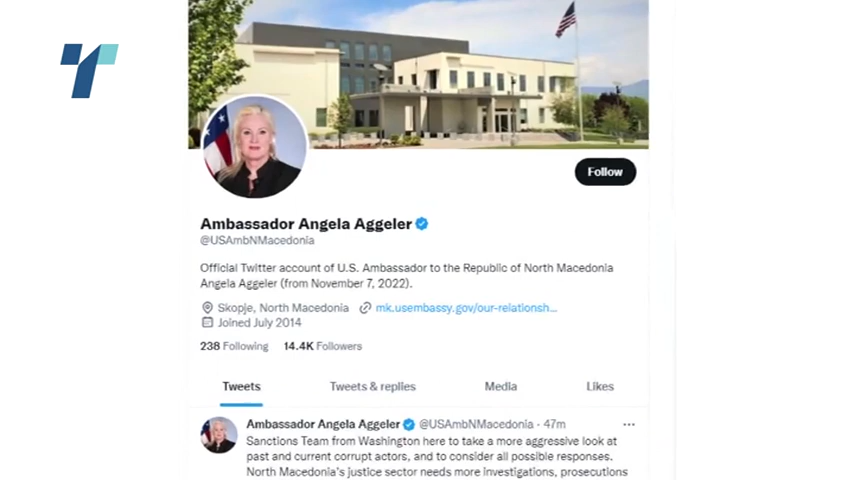 Follow
Ambassador Angela Aggeler
@USAmbNMacedonia
Official Twitter account of U.S. Ambassador to the Republic of North Macedonia
Angela Aggeler (from November 7, 2022).
Skopje, North Macedonia mk.usembassy.gov/our-relationsh...
Joined July 2014
238 Following 14.4K Followers
Tweets Tweets & replies Media Likes
Ambassador Angela Aggeler @USAmbNMacedonia · 47m
Sanctions Team from Washington here to take a more aggressive look at
past and current corrupt actors, and to consider all possible responses.
North Macedonia's justice sector needs more investigations, prosecutions